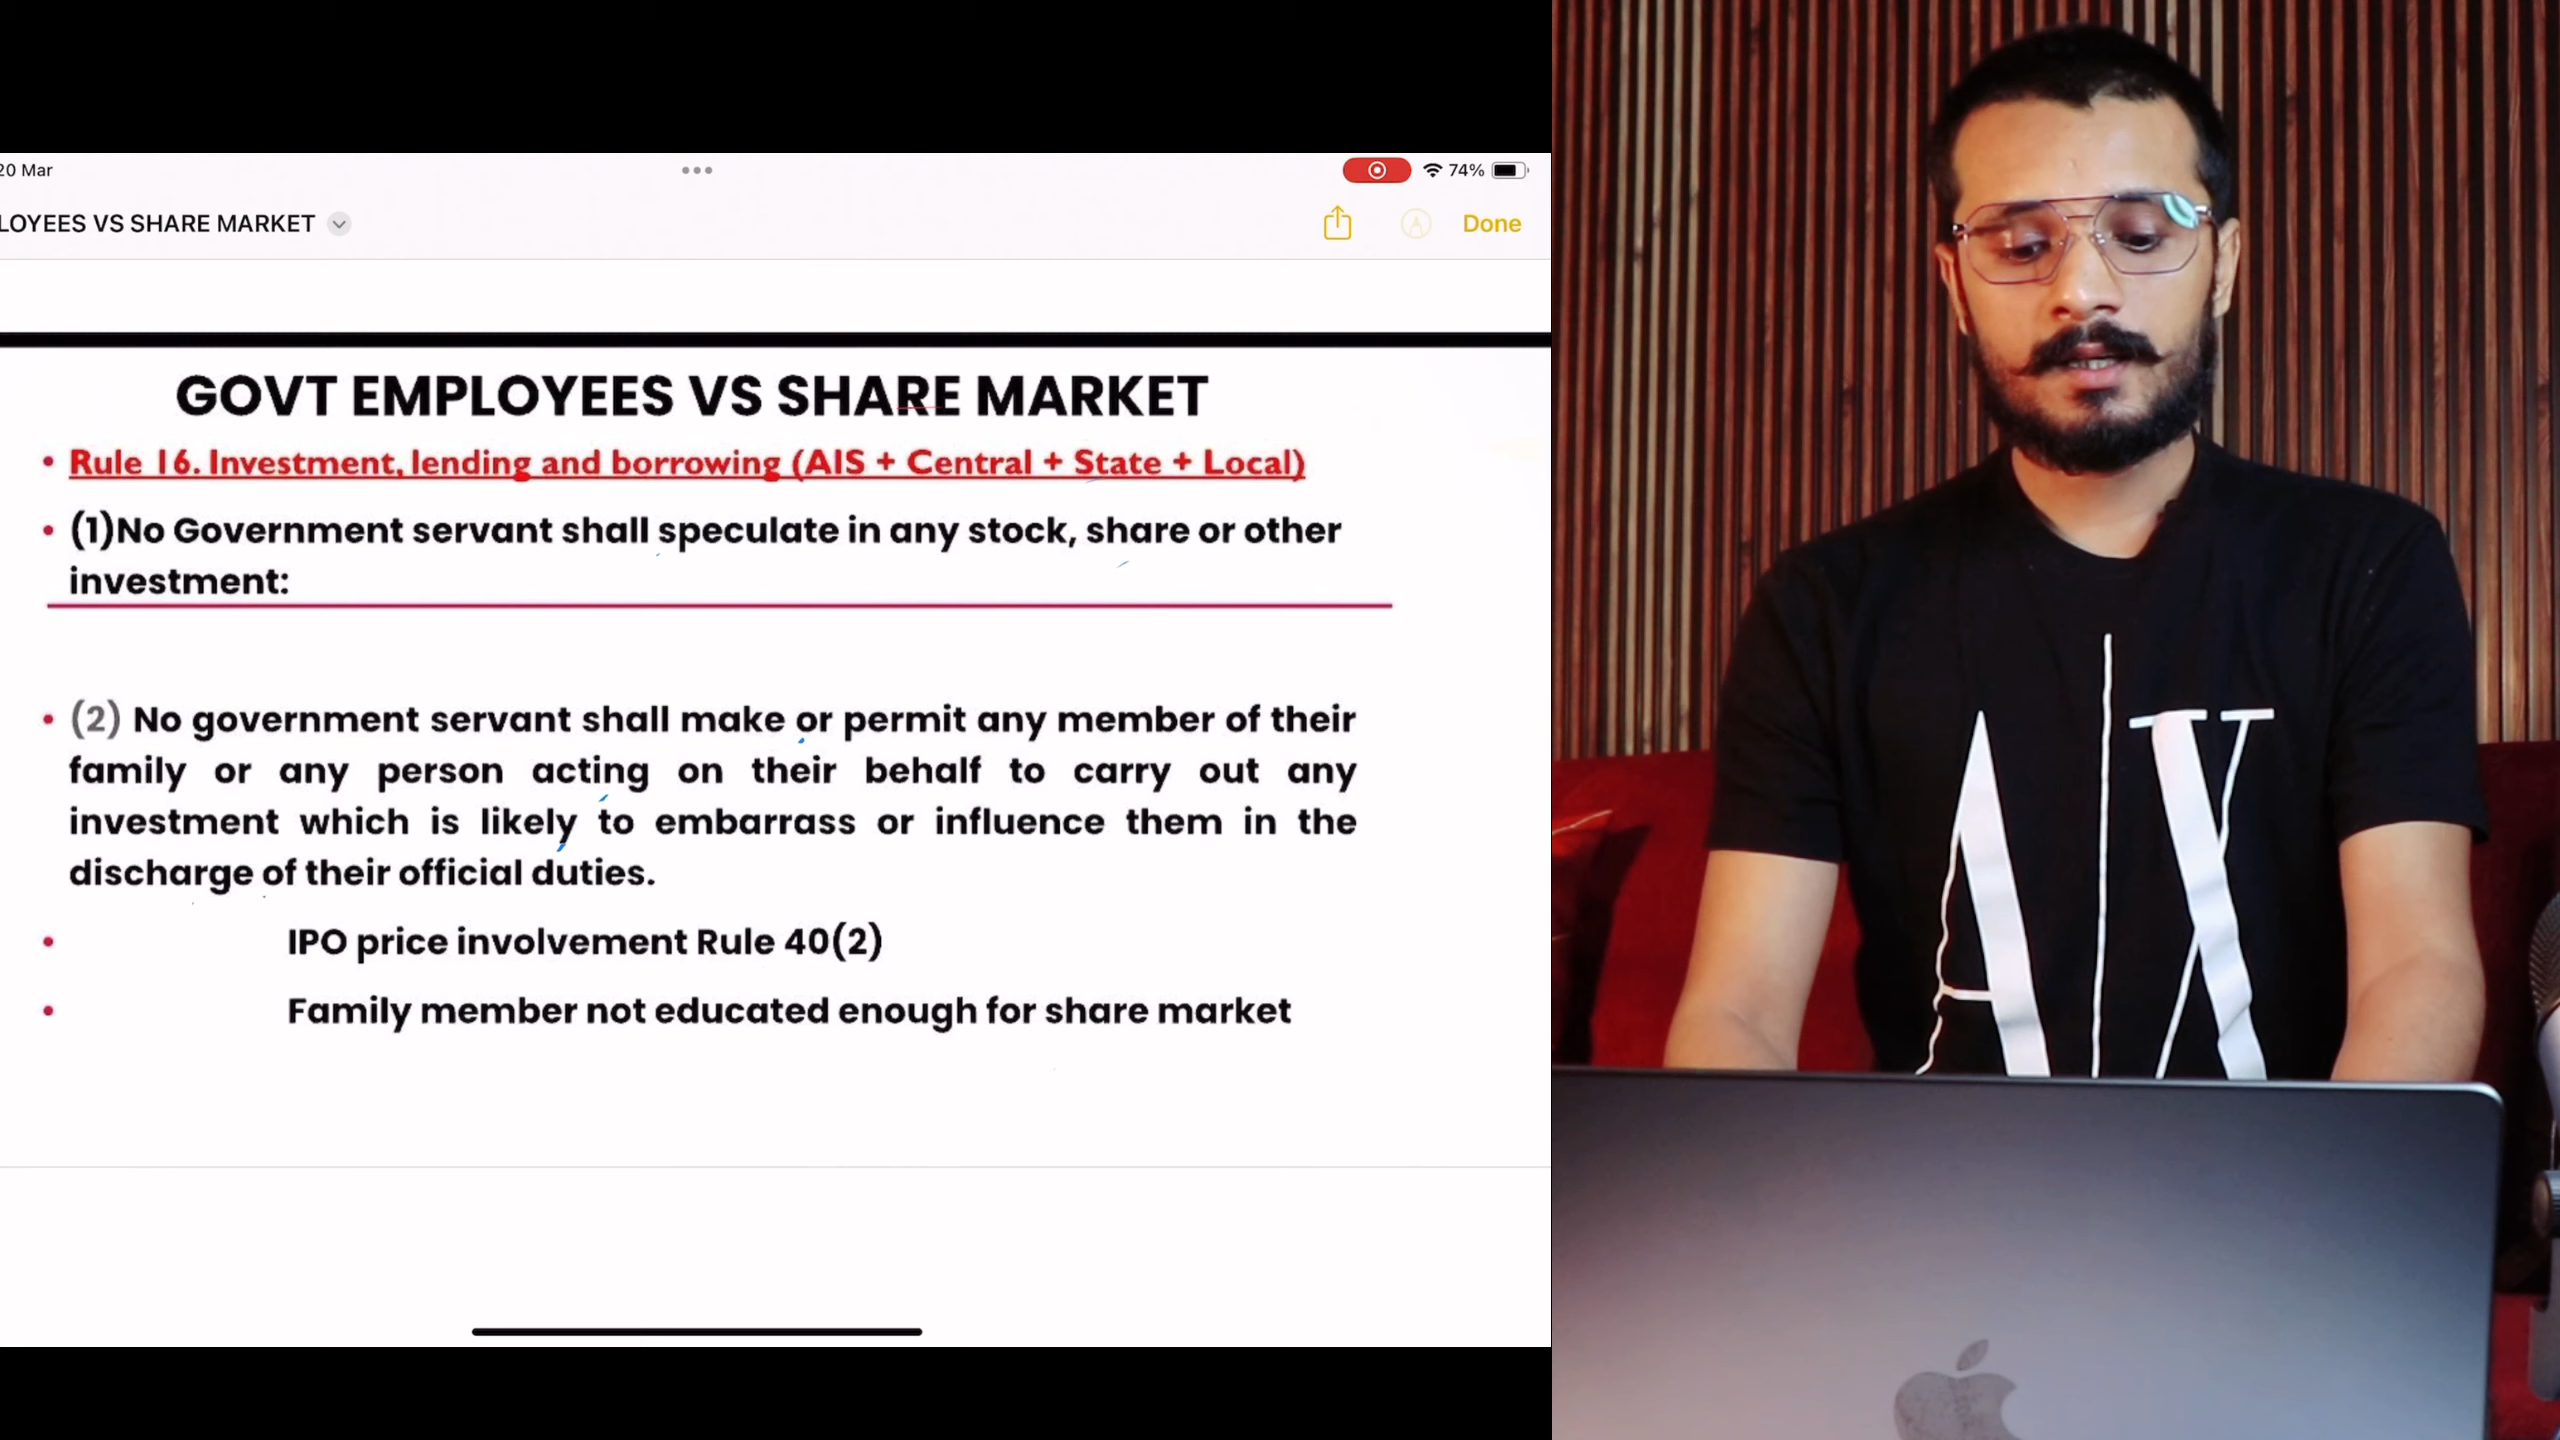 20 Mar
74%
LOYEES VS SHARE MARKET
Done
GOVT EMPLOYEES VS SHARE MARKET
• Rule 16. Investment, lending and borrowing (AIS + Central + State + Local)
• (1)No Government servant shall speculate in any stock, share or other
investment:
• (2) No government servant shall make or permit any member of their
family or any person acting on their behalf to carry out any
investment which is likely to embarrass or influence them in the
discharge of their official duties.
• IPO price involvement Rule 40(2)
• Family member not educated enough for share market
A|X